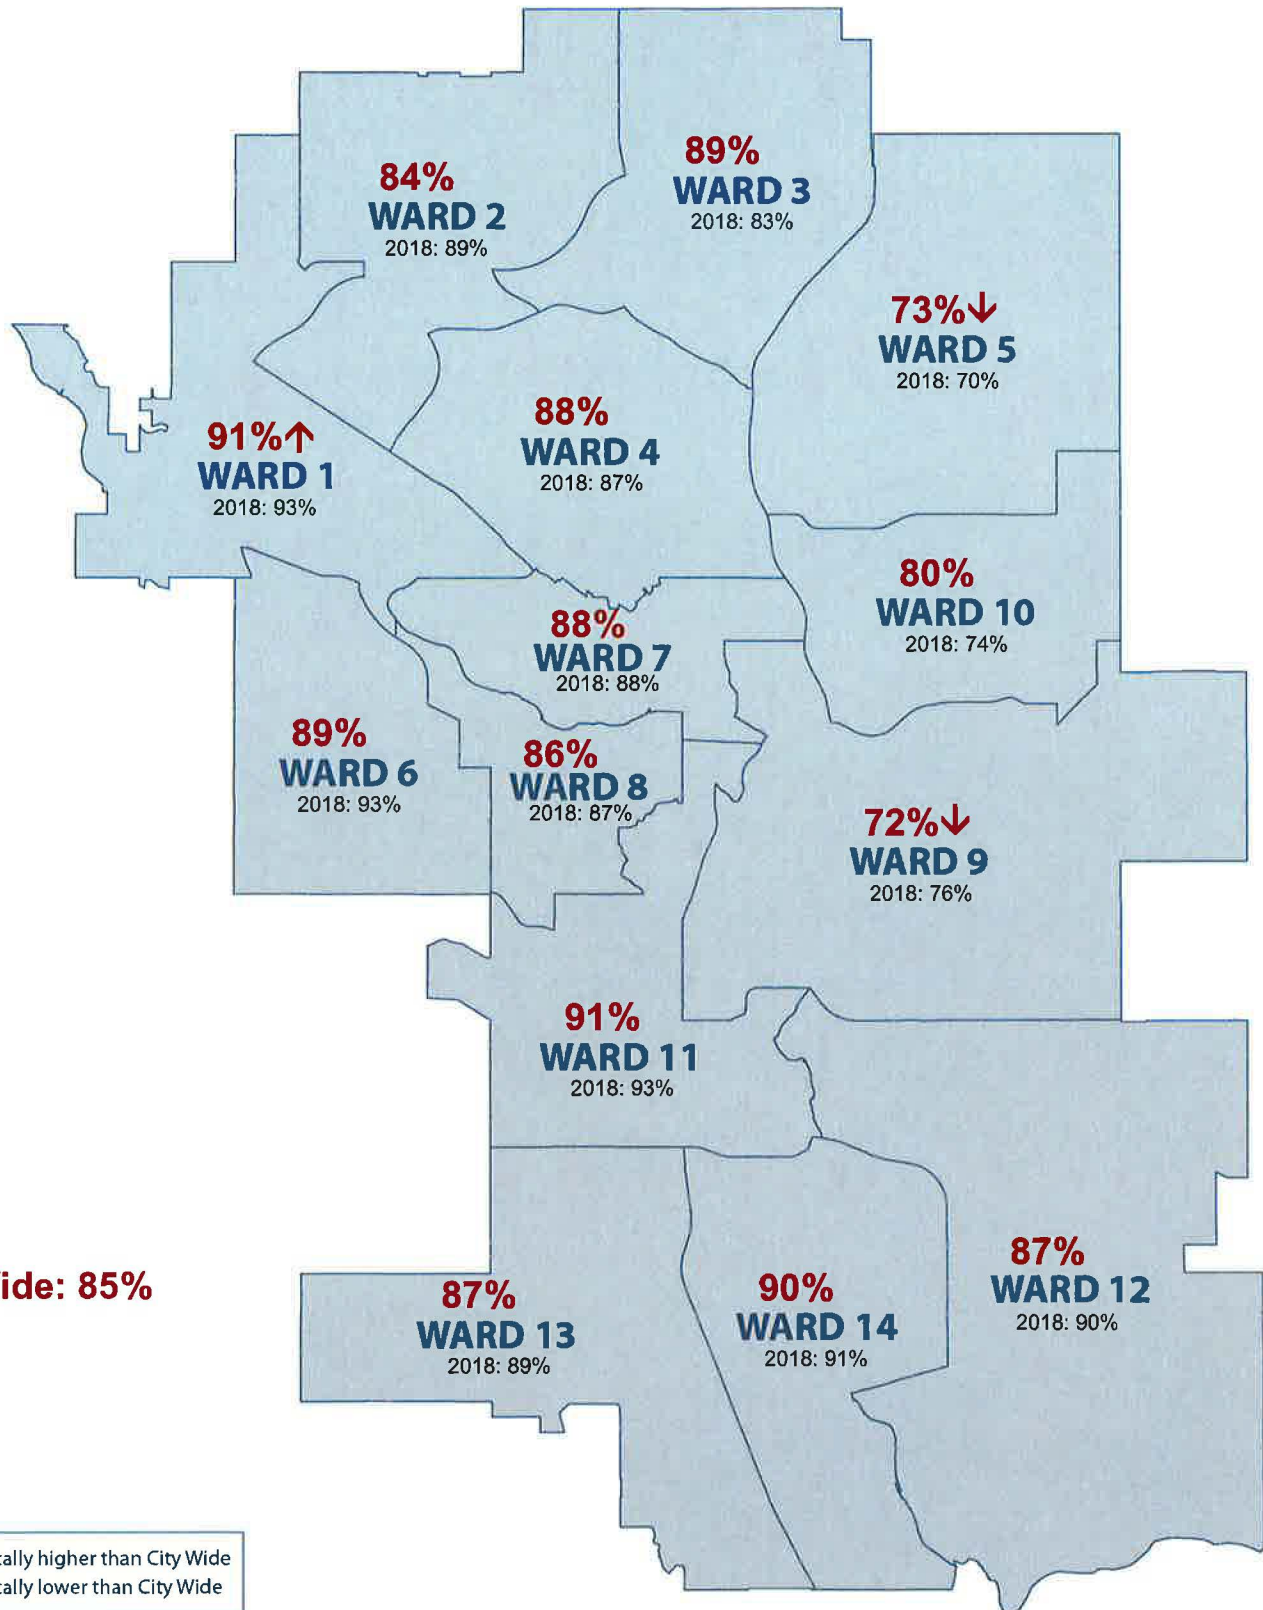 84%
WARD 2
2018: 89%
89%
WARD 3
2018: 83%
73%↓
WARD 5
2018: 70%
91%↑
WARD 1
2018: 93%
88%
WARD 4
2018: 87%
80%
WARD 10
2018: 74%
88%
WARD 7
2018: 88%
89%
WARD 6
2018: 93%
86%
WARD 8
2018: 87%
72%↓
WARD 9
2018: 76%
91%
WARD 11
2018: 93%
87%
WARD 13
2018: 89%
90%
WARD 14
2018: 91%
87%
WARD 12
2018: 90%
ide: 85%
cally higher than City Wide
cally lower than City Wide